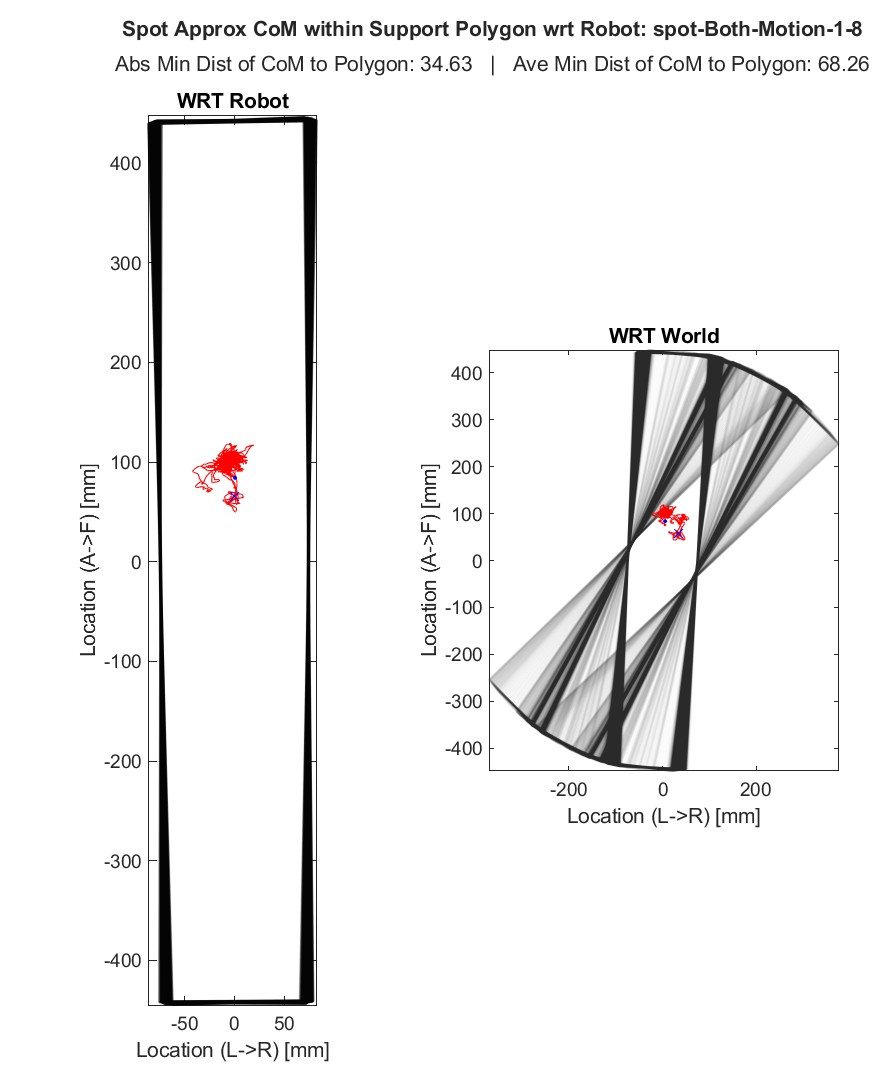 Spot Approx CoM within Support Polygon wrt Robot: spot-Both-Motion-1-8
Abs Min Dist of CoM to Polygon: 34.63 | Ave Min Dist of CoM to Polygon: 68.26
WRT Robot
400
300
200
100
0
-100
-200
-300
-400
Location (A->F) [mm]
-50 0 50
Location (L->R) [mm]
WRT World
400
300
200
100
0
-100
-200
-300
-400
Location (A->F) [mm]
-200 0 200
Location (L->R) [mm]